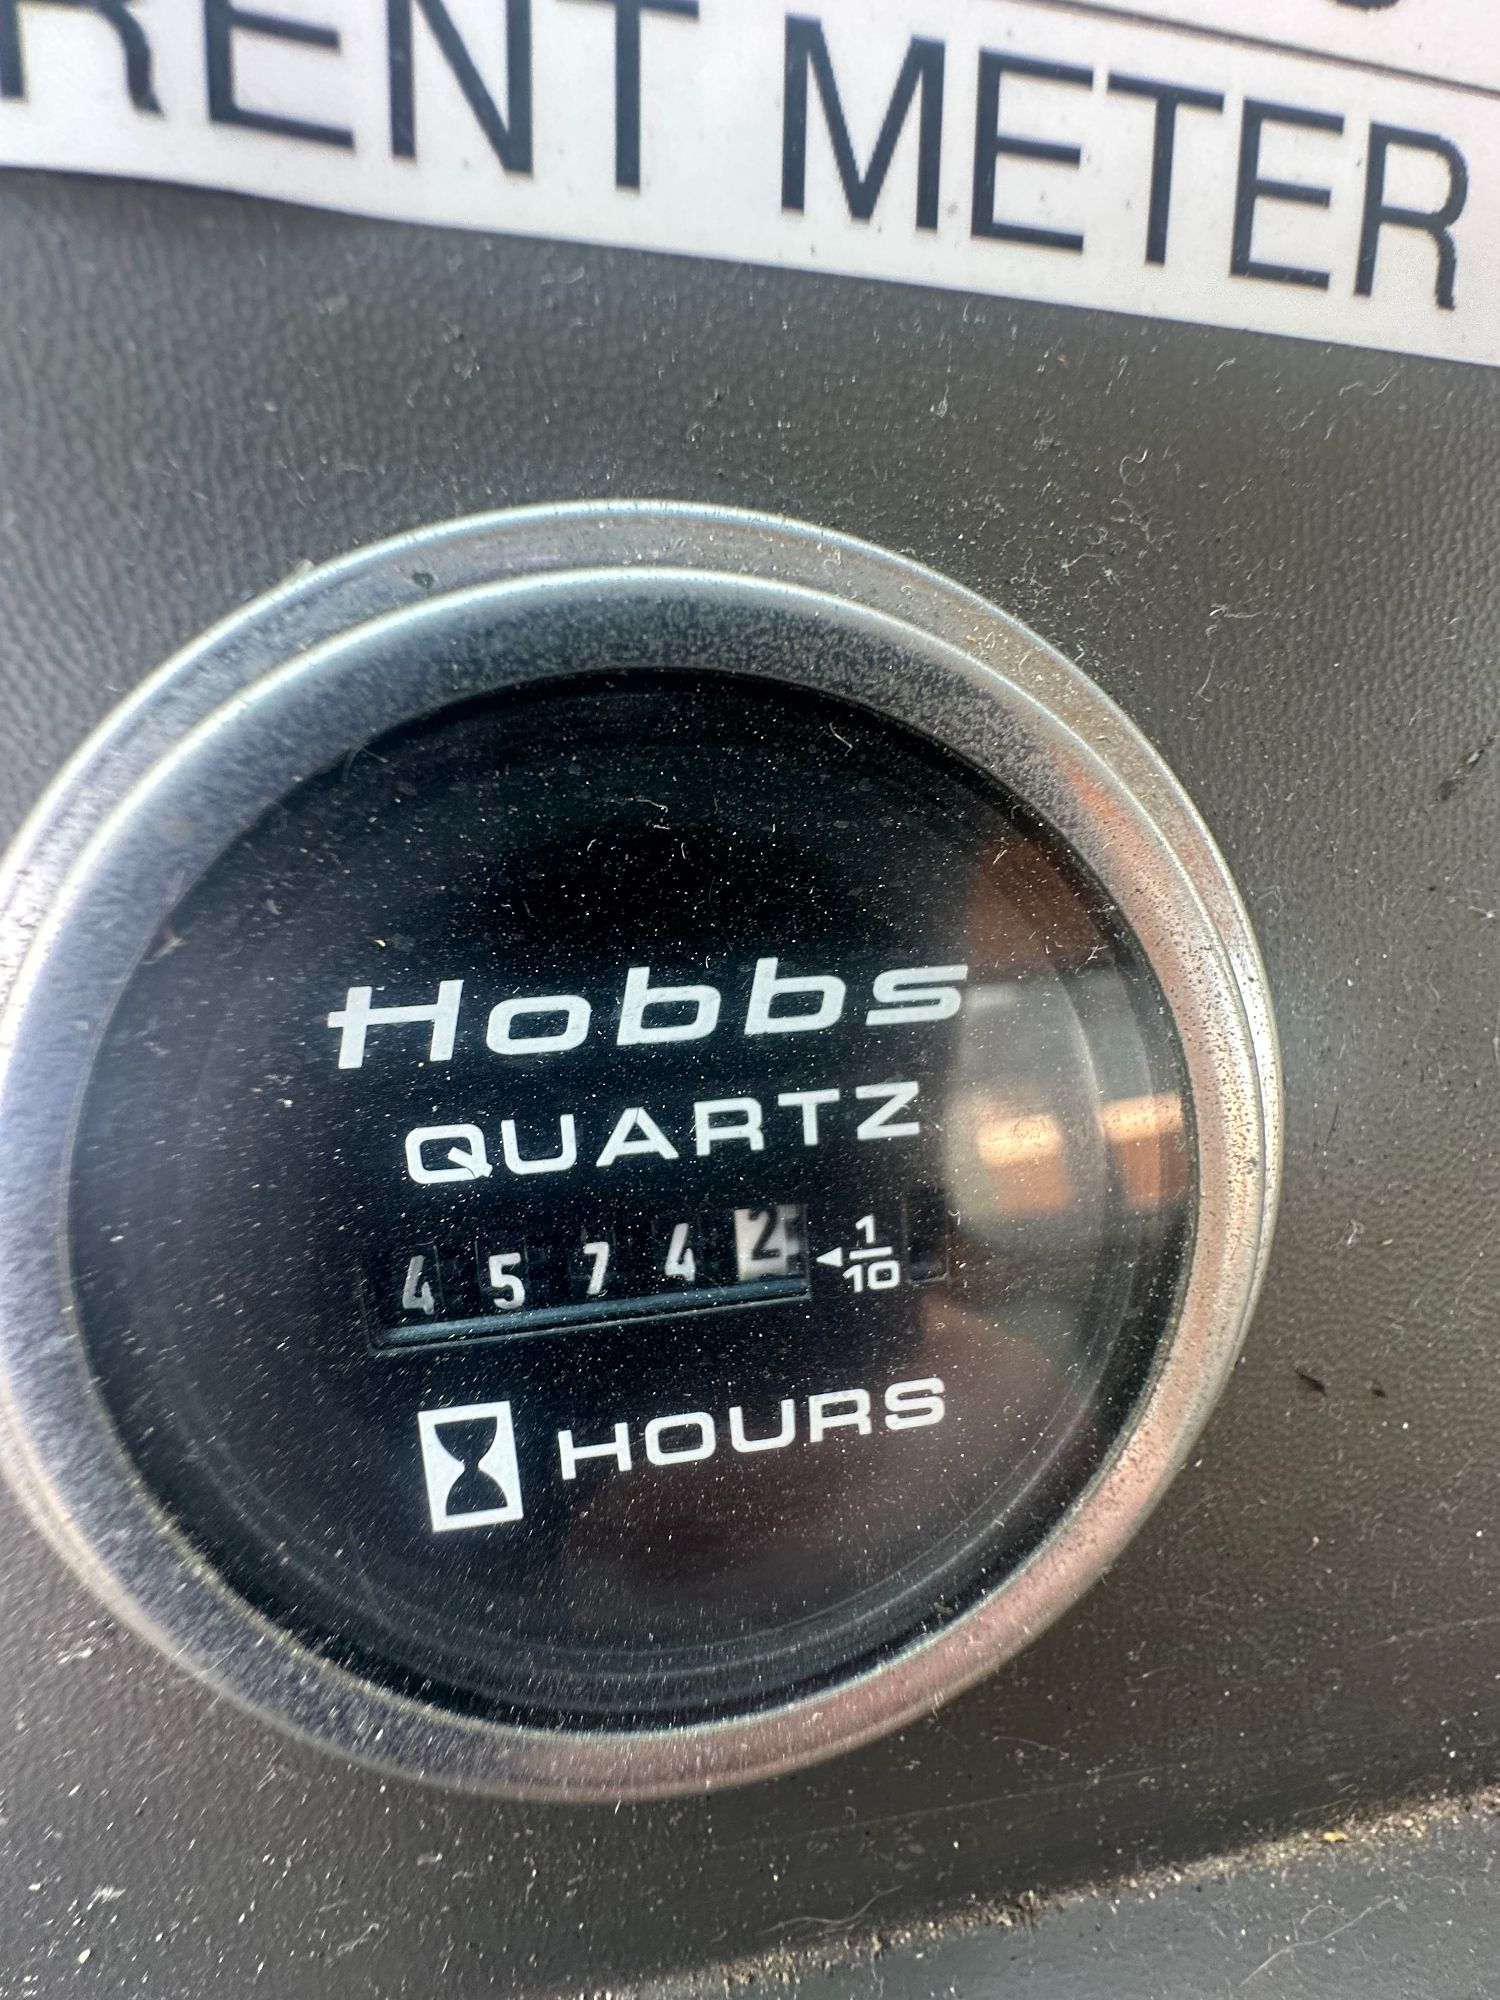 RENT METER
Hobbs
QUARTZ
45742 ◄ 1/10
HOURS